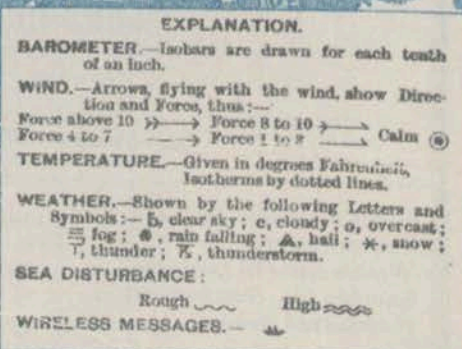 EXPLANATION.
BAROMETER.—Isobars are drawn for each tenth
of an inch.
WIND.—Arrows, flying with the wind, show Direc-
tion and Force, thus:—
Force above 10 Force 8 to 10 Calm
Force 4 to 7 Force 1 to 3
TEMPERATURE.—Given in degrees Fahrenheit,
Isotherms by dotted lines.
WEATHER.—Shown by the following Letters and
Symbols:— b, clear sky; c, cloudy; o, overcast;
fog; , rain falling; , hail; , snow;
T, thunder; , thunderstorm.
SEA DISTURBANCE:
Rough High
WIRELESS MESSAGES.—